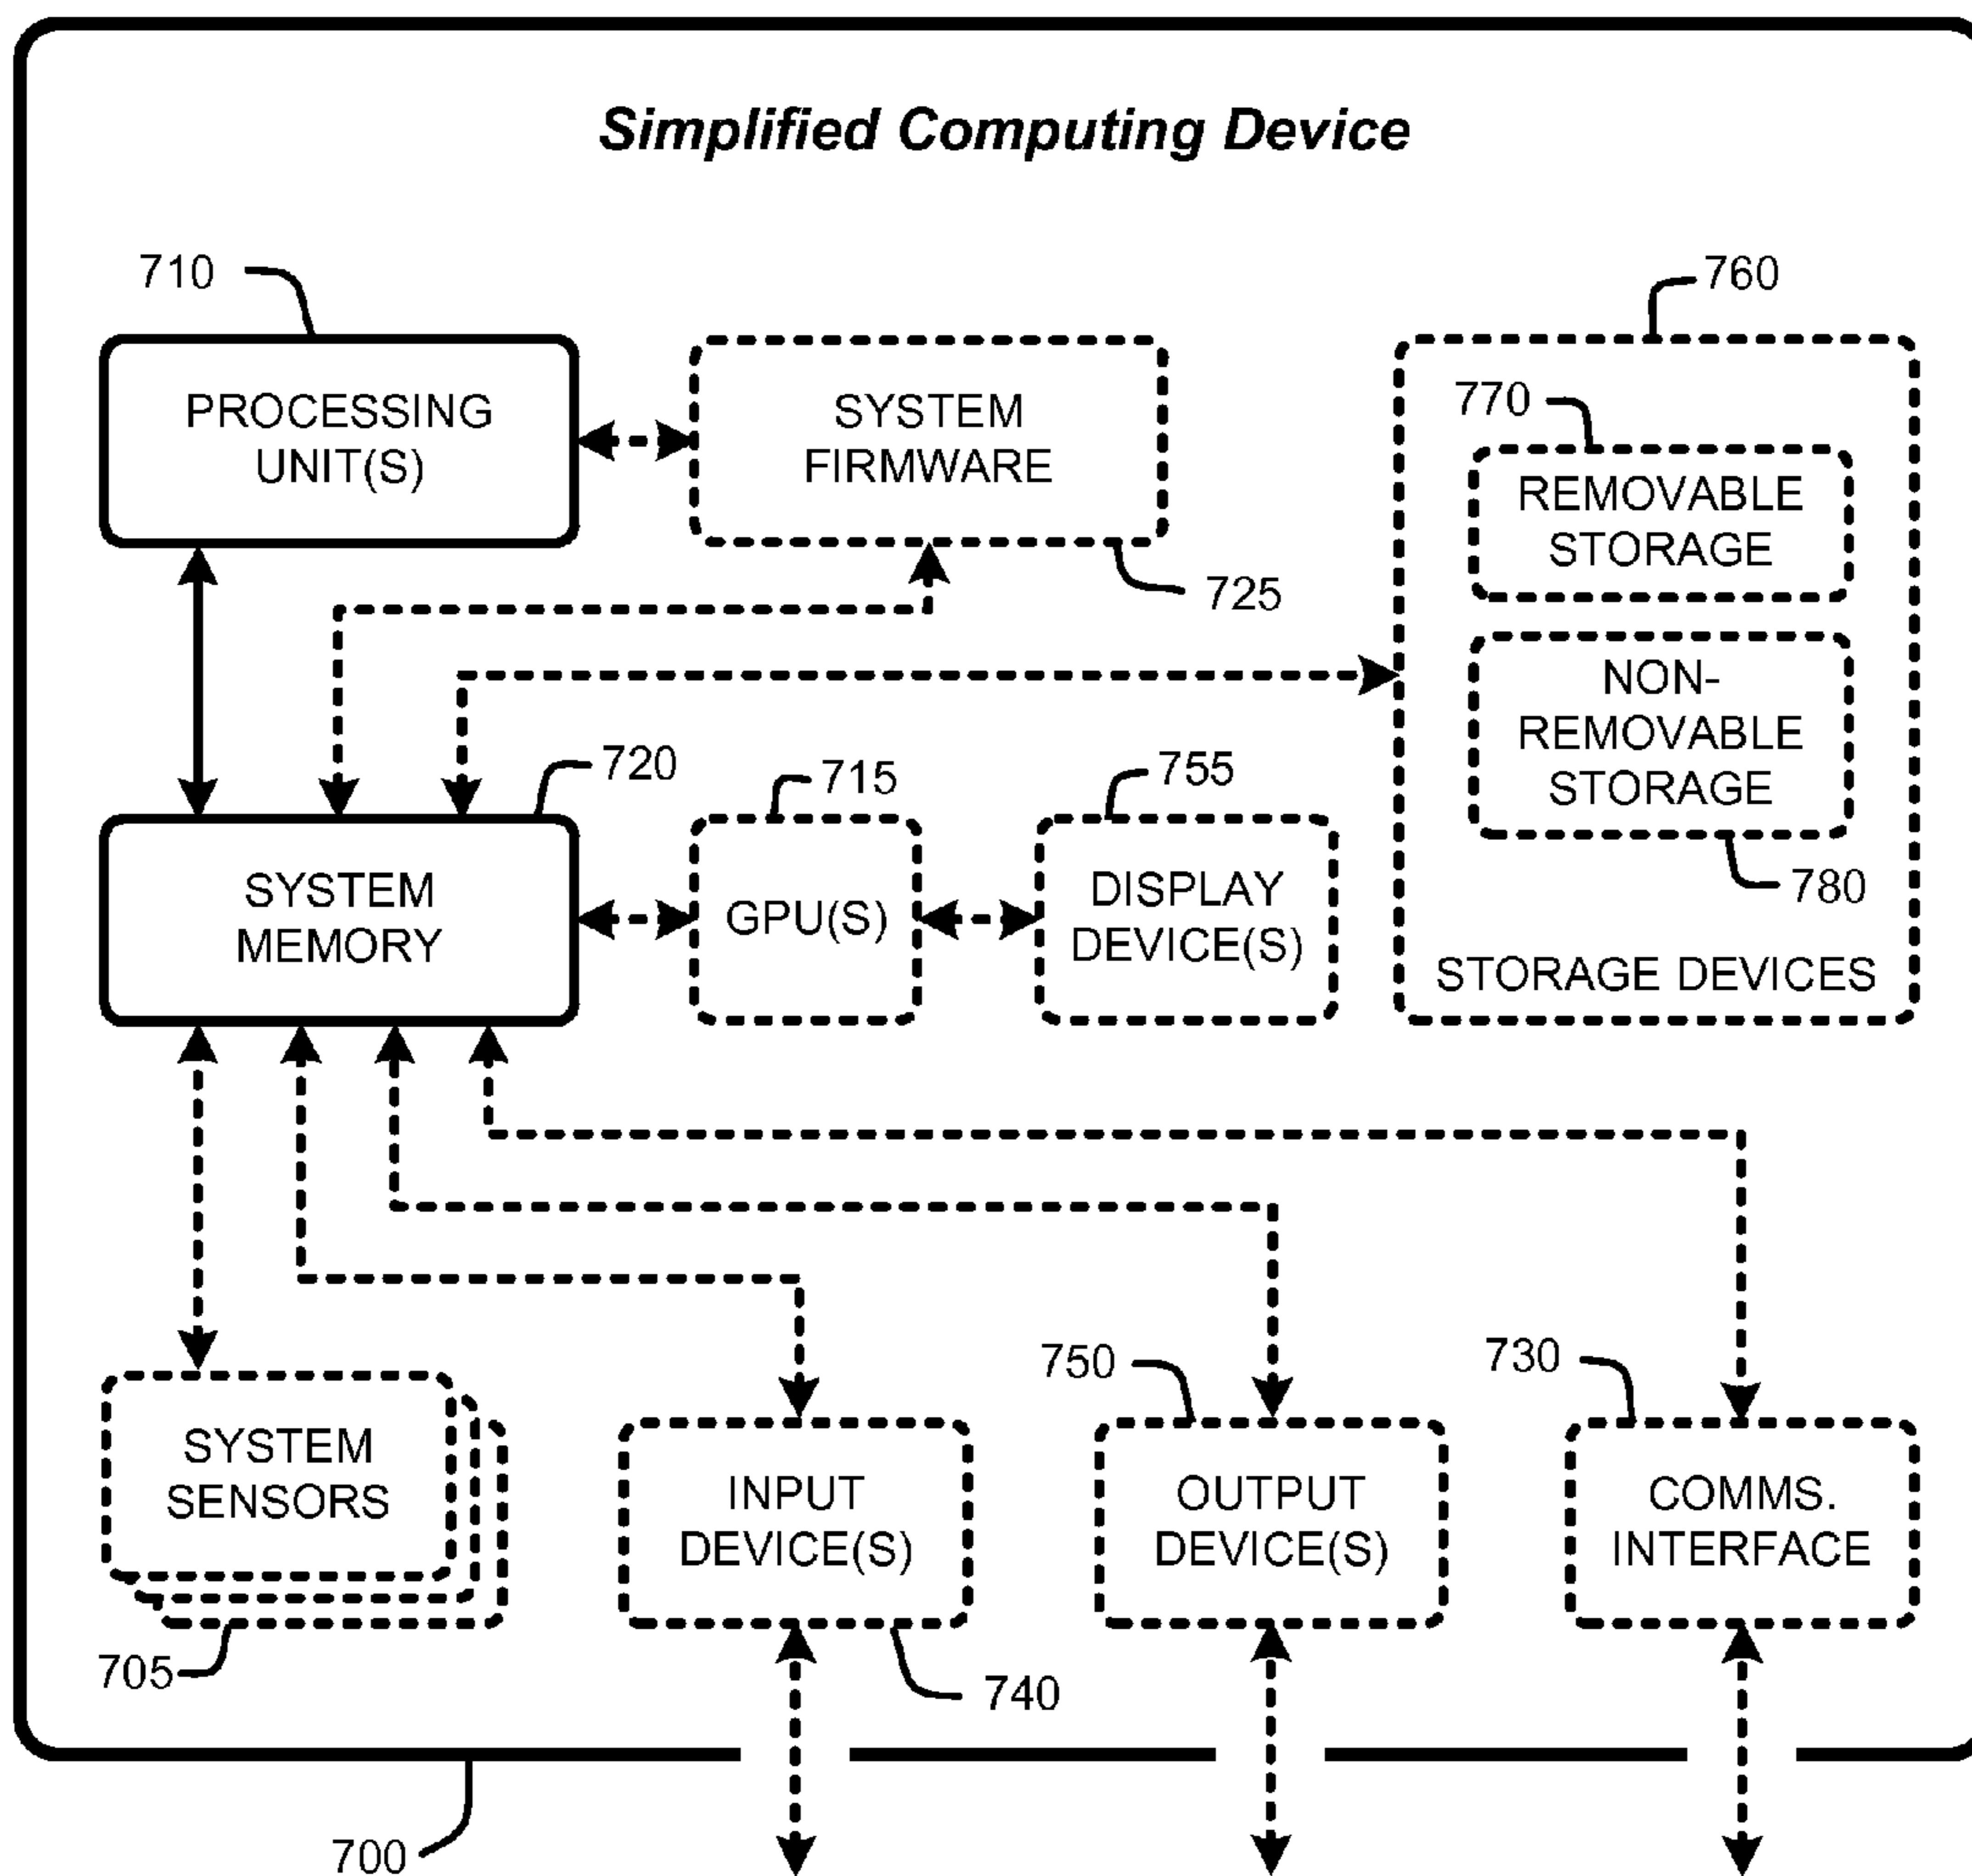 Simplified Computing Device
710
PROCESSING
UNIT(S)
SYSTEM
FIRMWARE
725
760
770
REMOVABLE
STORAGE
NON-
REMOVABLE
STORAGE
780
STORAGE DEVICES
720
SYSTEM
MEMORY
715
GPU(S)
755
DISPLAY
DEVICE(S)
SYSTEM
SENSORS
705
INPUT
DEVICE(S)
740
750
OUTPUT
DEVICE(S)
730
COMMS.
INTERFACE
700